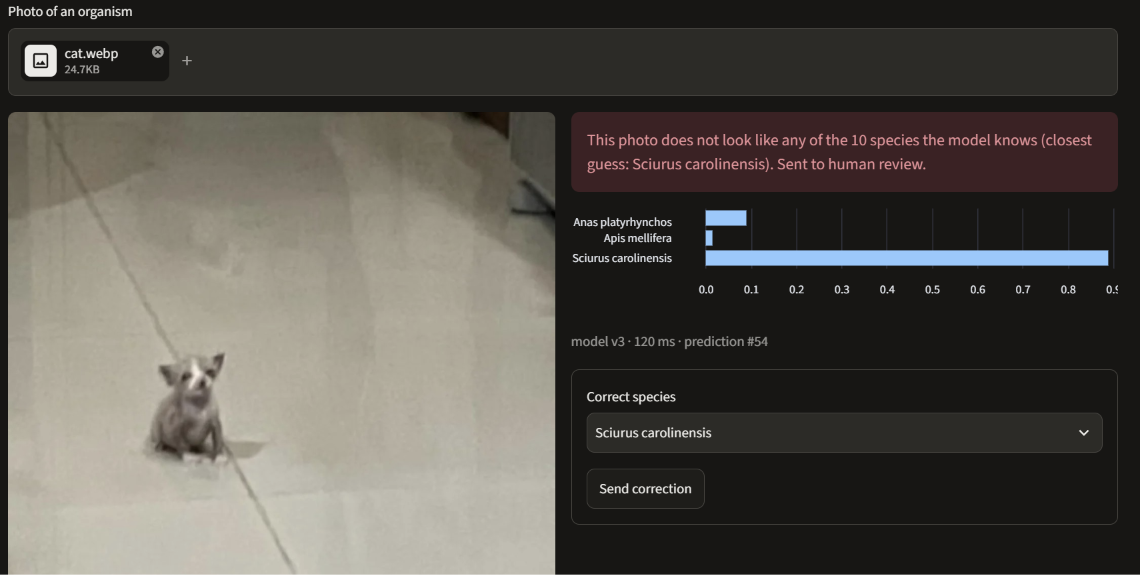 Photo of an organism
cat.webp
24.7KB
This photo does not look like any of the 10 species the model knows (closest
guess: Sciurus carolinensis). Sent to human review.
Anas platyrhynchos
Apis mellifera
Sciurus carolinensis
0.0 0.1 0.2 0.3 0.4 0.5 0.6 0.7 0.8
model v3 · 120 ms · prediction #54
Correct species
Sciurus carolinensis
Send correction